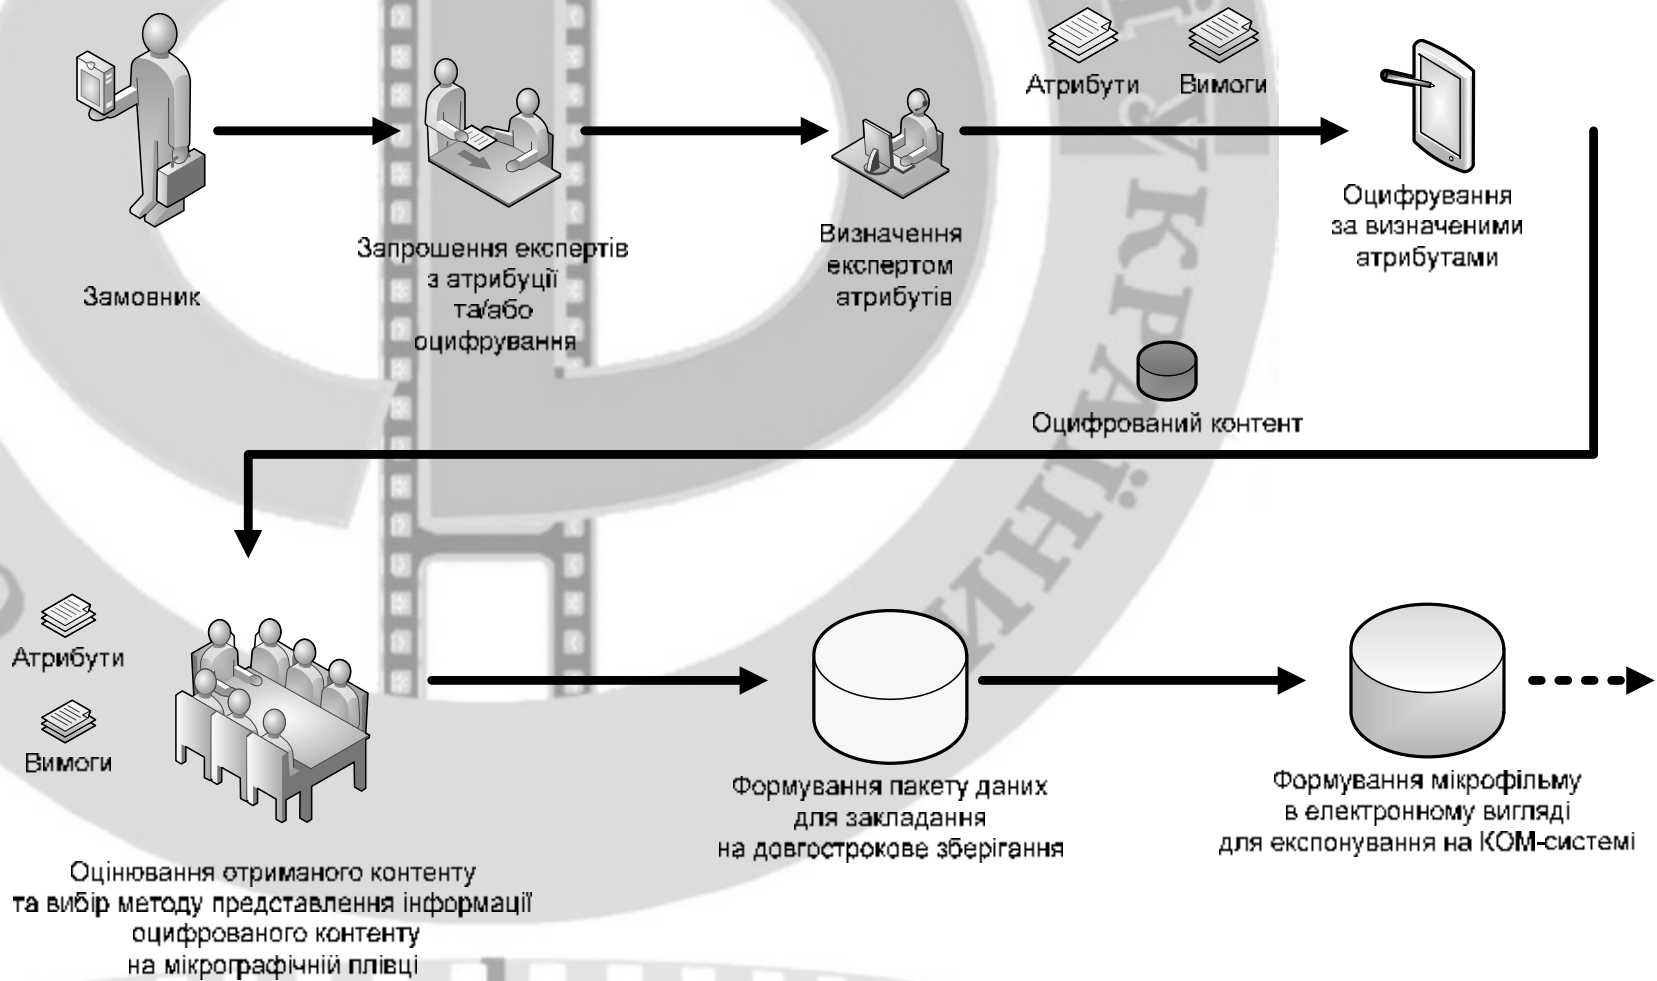 Атрибути
Вимоги
Замовник
Запрошення експертів
з атрибуції
та/або
оцифрування
Визначення
експертом
атрибутів
Оцифрування
за визначеними
атрибутами
Оцифрований контент
УКРАЇНИ
Атрибути
Вимоги
Оцінювання отриманого контенту
та вибір методу представлення інформації
оцифрованого контенту
на мікрографічній плівці
Формування пакету даних
для закладання
на довгострокове зберігання
Формування мікрофільму
в електронному вигляді
для експонування на КОМ-системі